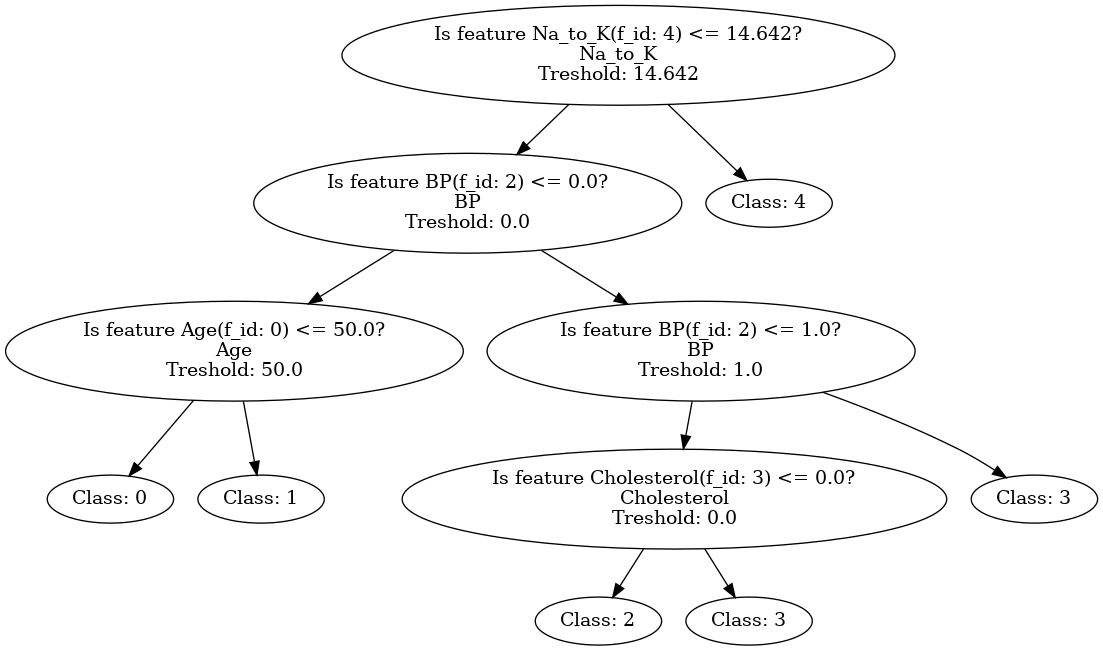 Is feature Na_to_K(f_id: 4) <= 14.642?
Na_to_K
Treshold: 14.642
Is feature BP(f_id: 2) <= 0.0?
BP
Treshold: 0.0
Class: 4
Is feature Age(f_id: 0) <= 50.0?
Age
Treshold: 50.0
Is feature BP(f_id: 2) <= 1.0?
BP
Treshold: 1.0
Class: 0
Class: 1
Is feature Cholesterol(f_id: 3) <= 0.0?
Cholesterol
Treshold: 0.0
Class: 3
Class: 2
Class: 3